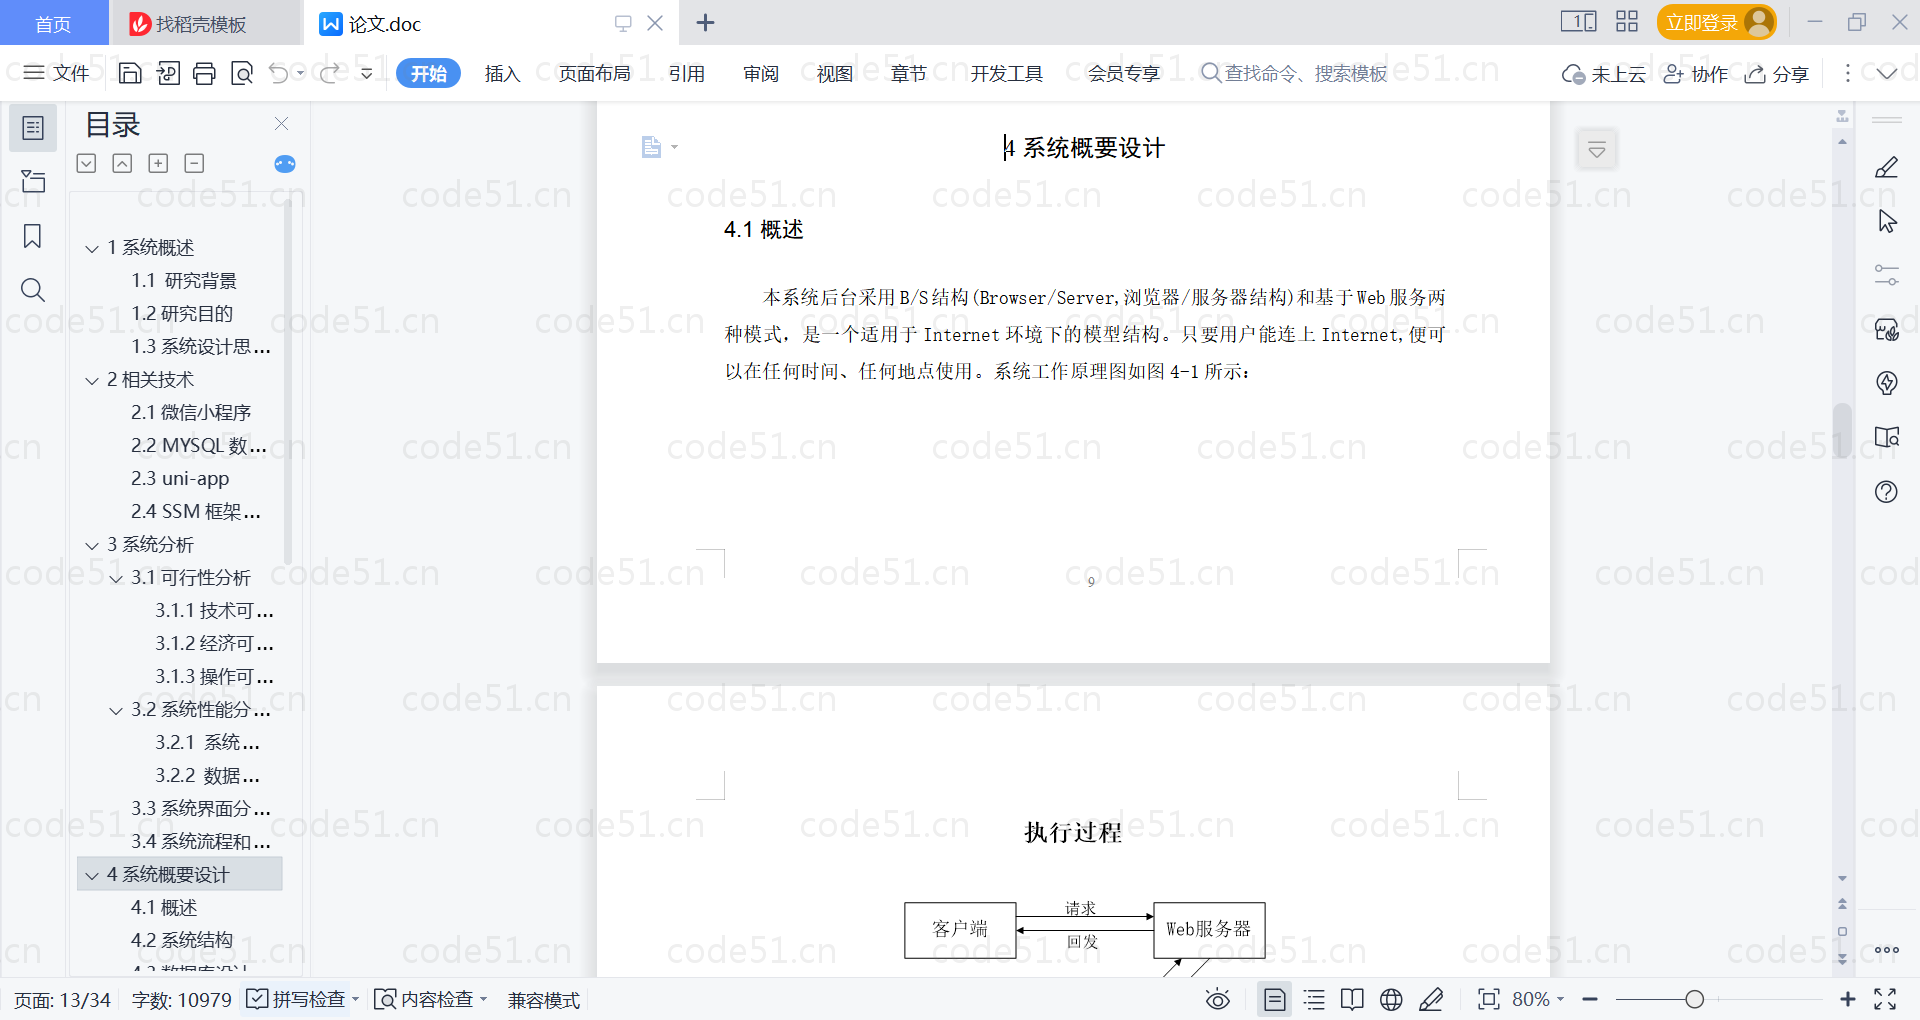 首页
找稻壳模板
论文.doc
立即登录
文件
开始
插入
页面布局
引用
审阅
视图
章节
开发工具
会员专享
查找命令、搜索模板
未上云
协作
分享
目录
1 系统概述
1.1 研究背景
1.2 研究目的
1.3 系统设计思...
2 相关技术
2.1 微信小程序
2.2 MYSQL 数...
2.3 uni-app
2.4 SSM 框架...
3 系统分析
3.1 可行性分析
3.1.1 技术可...
3.1.2 经济可...
3.1.3 操作可...
3.2 系统性能分...
3.2.1 系统...
3.2.2 数据...
3.3 系统界面分...
3.4 系统流程和...
4 系统概要设计
4.1 概述
4.2 系统结构
4.3 数据库设计
4 系统概要设计
4.1 概述
本系统后台采用B/S结构(Browser/Server,浏览器/服务器结构)和基于Web服务两
种模式，是一个适用于Internet环境下的模型结构。只要用户能连上Internet,便可
以在任何时间、任何地点使用。系统工作原理图如图4-1所示：
9
执行过程
客户端
请求
回发
Web服务器
页面: 13/34
字数: 10979
拼写检查
内容检查
兼容模式
80%
code51.cn